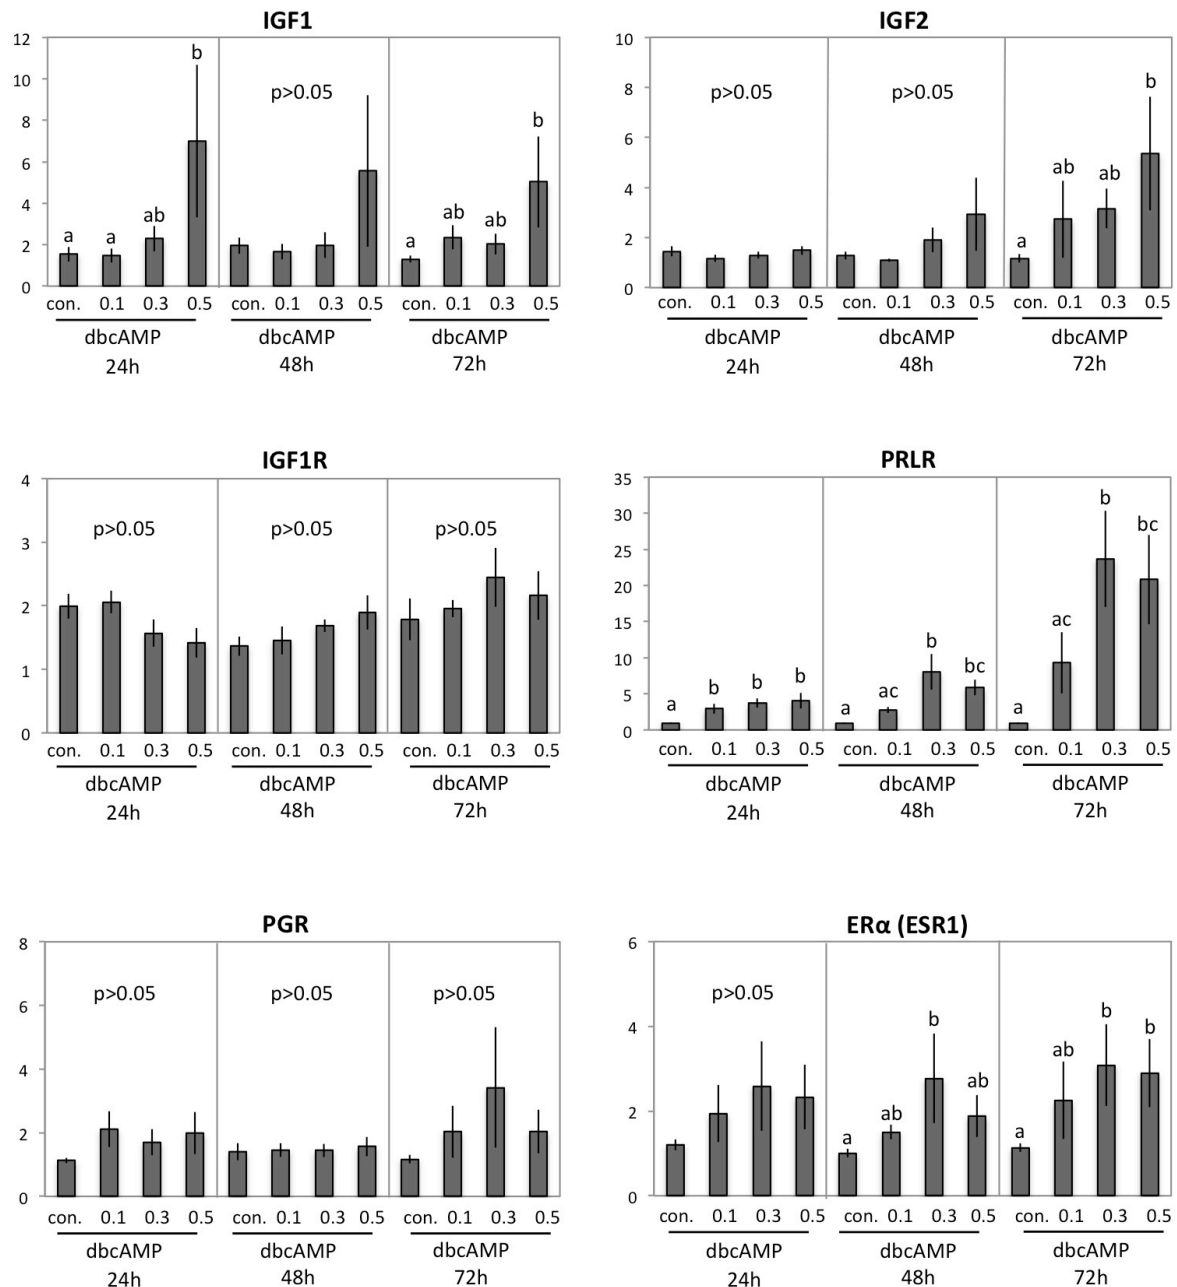 IGF1
12
10
8
6
4
2
0
b
p>0.05
b
a
a
ab
ab
ab
a
con. 0.1 0.3 0.5 con. 0.1 0.3 0.5 con. 0.1 0.3 0.5
dbcAMP dbcAMP dbcAMP
24h 48h 72h
IGF2
10
8
6
4
2
0
p>0.05 p>0.05
b
ab ab
a
con. 0.1 0.3 0.5 con. 0.1 0.3 0.5 con. 0.1 0.3 0.5
dbcAMP dbcAMP dbcAMP
24h 48h 72h
IGF1R
4
3
2
1
0
p>0.05 p>0.05 p>0.05
con. 0.1 0.3 0.5 con. 0.1 0.3 0.5 con. 0.1 0.3 0.5
dbcAMP dbcAMP dbcAMP
24h 48h 72h
PRLR
35
30
25
20
15
10
5
0
a b b b
a ac b bc
a ac b bc
con. 0.1 0.3 0.5 con. 0.1 0.3 0.5 con. 0.1 0.3 0.5
dbcAMP dbcAMP dbcAMP
24h 48h 72h
PGR
8
6
4
2
0
p>0.05 p>0.05 p>0.05
con. 0.1 0.3 0.5 con. 0.1 0.3 0.5 con. 0.1 0.3 0.5
dbcAMP dbcAMP dbcAMP
24h 48h 72h
ERα (ESR1)
6
4
2
0
p>0.05
a ab b ab
a ab b b
con. 0.1 0.3 0.5 con. 0.1 0.3 0.5 con. 0.1 0.3 0.5
dbcAMP dbcAMP dbcAMP
24h 48h 72h